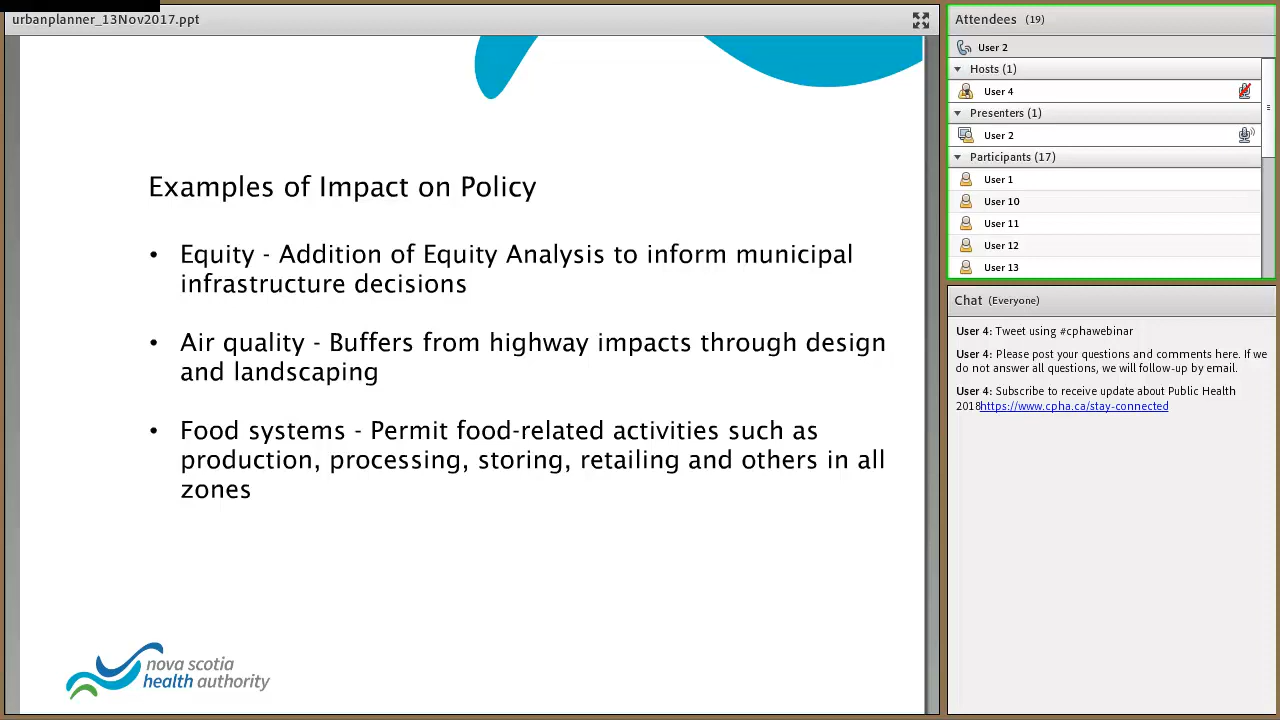 urbanplanner_13Nov2017.ppt
Examples of Impact on Policy
• Equity - Addition of Equity Analysis to inform municipal
infrastructure decisions
• Air quality - Buffers from highway impacts through design
and landscaping
• Food systems - Permit food-related activities such as
production, processing, storing, retailing and others in all
zones
nova scotia
health authority
Attendees (19)
User 2
Hosts (1)
User 4
Presenters (1)
User 2
Participants (17)
User 1
User 10
User 11
User 12
User 13
Chat (Everyone)
User 4: Tweet using #cphawebinar
User 4: Please post your questions and comments here. If we
do not answer all questions, we will follow-up by email.
User 4: Subscribe to receive update about Public Health
2018https://www.cpha.ca/stay-connected